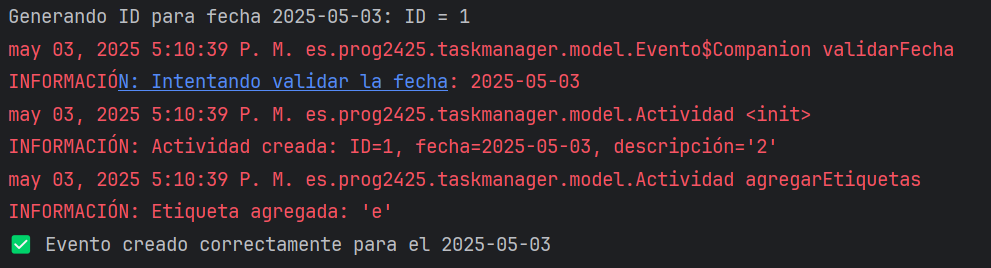 Generando ID para fecha 2025-05-03: ID = 1
may 03, 2025 5:10:39 P. M. es.prog2425.taskmanager.model.Evento$Companion validarFecha
INFORMACIÓN: Intentando validar la fecha: 2025-05-03
may 03, 2025 5:10:39 P. M. es.prog2425.taskmanager.model.Actividad <init>
INFORMACIÓN: Actividad creada: ID=1, fecha=2025-05-03, descripción='2'
may 03, 2025 5:10:39 P. M. es.prog2425.taskmanager.model.Actividad agregarEtiquetas
INFORMACIÓN: Etiqueta agregada: 'e'
✅ Evento creado correctamente para el 2025-05-03